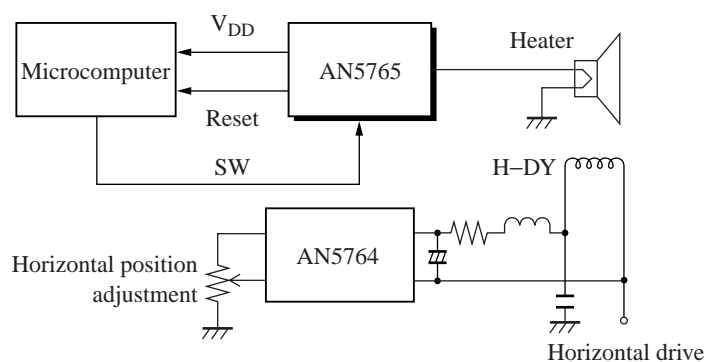 V_DD
Heater
Microcomputer
AN5765
Reset
SW
H−DY
AN5764
Horizontal position
adjustment
Horizontal drive